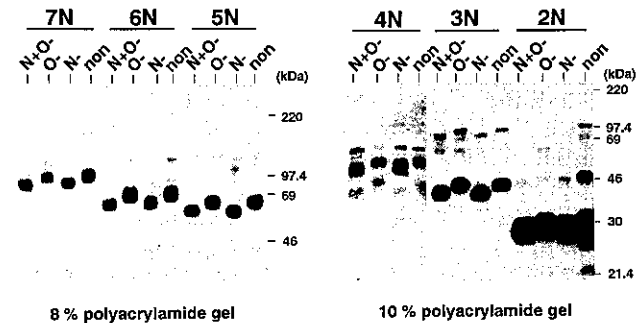 7N 6N 5N
N+O- O- N- non N+O- O- N- non N+O- O- N- non
(kDa)
220
97.4
69
46
8 % polyacrylamide gel
4N 3N 2N
N+O- O- N- non N+O- O- N- non N+O- O- N- non
(kDa)
220
97.4
69
46
30
21.4
10 % polyacrylamide gel